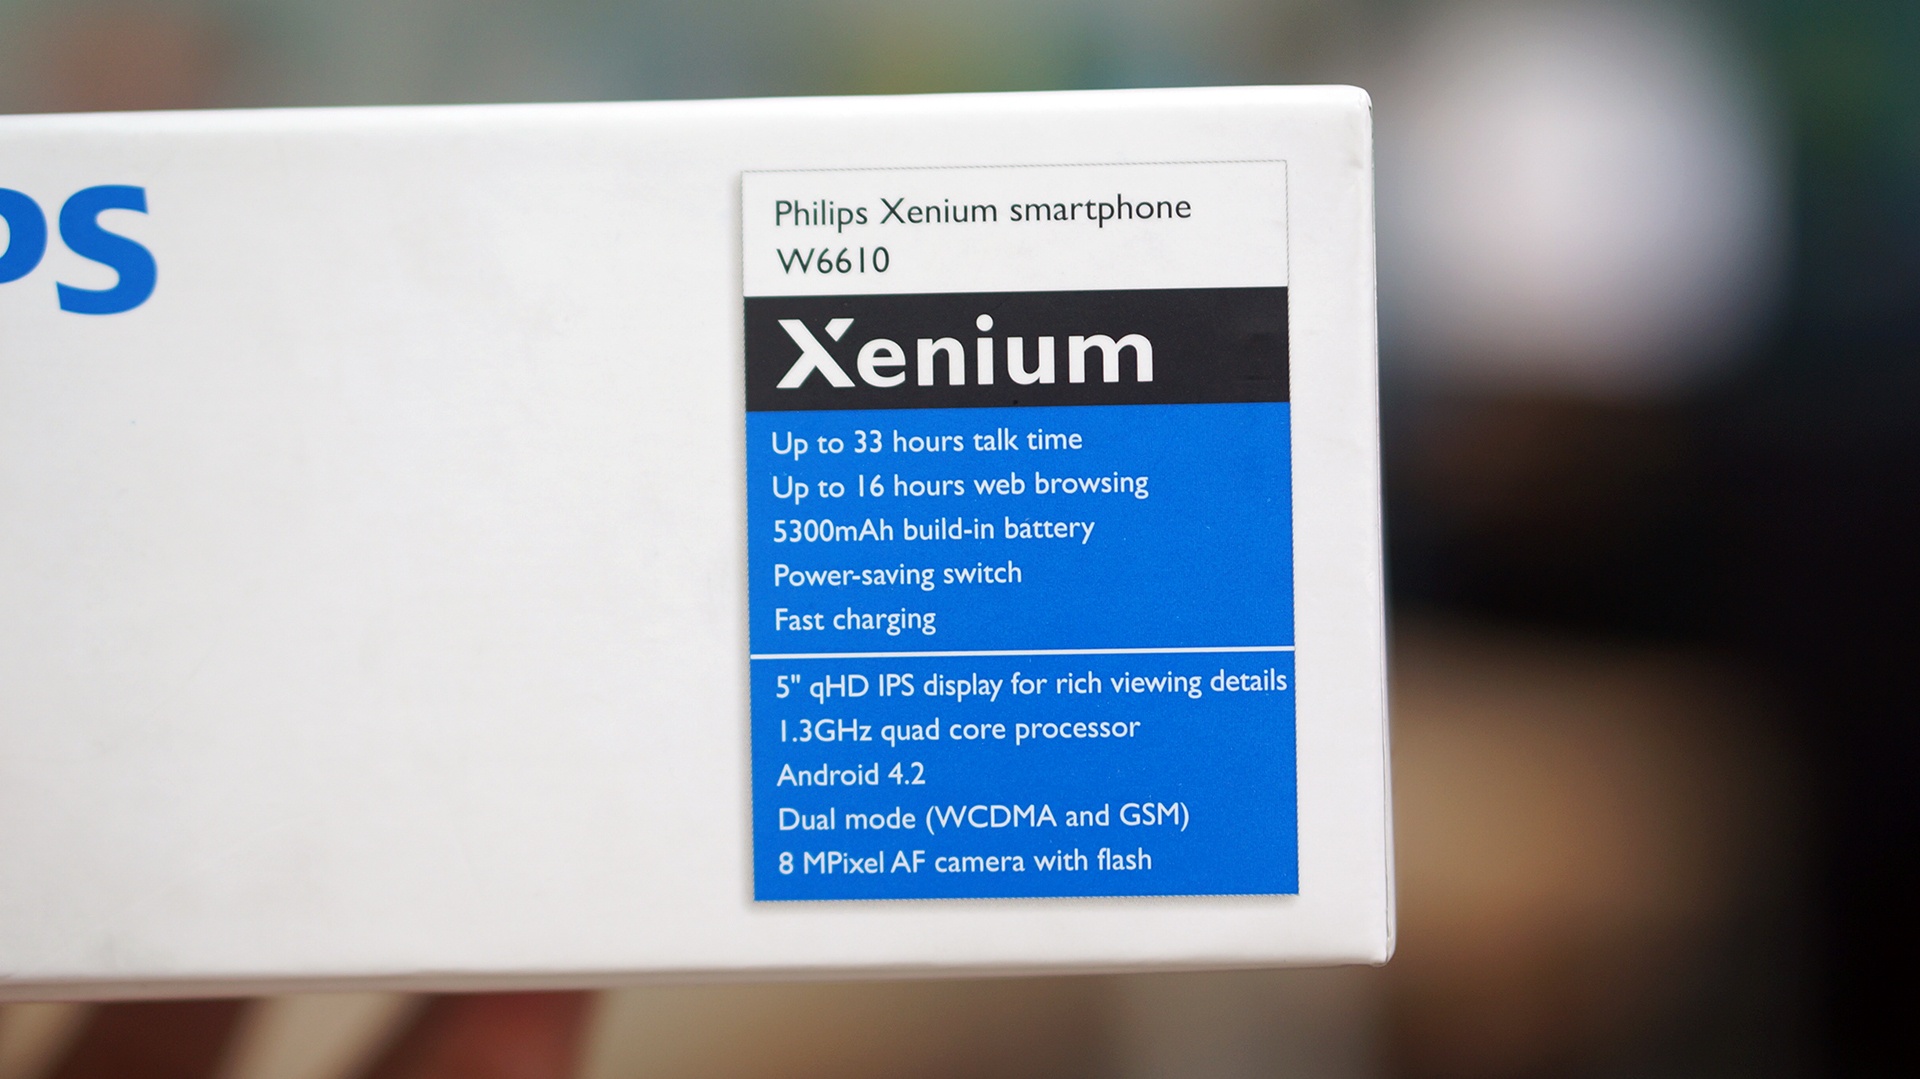 PS
Philips Xenium smartphone
W6610
Xenium
Up to 33 hours talk time
Up to 16 hours web browsing
5300mAh build-in battery
Power-saving switch
Fast charging
5" qHD IPS display for rich viewing details
1.3GHz quad core processor
Android 4.2
Dual mode (WCDMA and GSM)
8 MPixel AF camera with flash